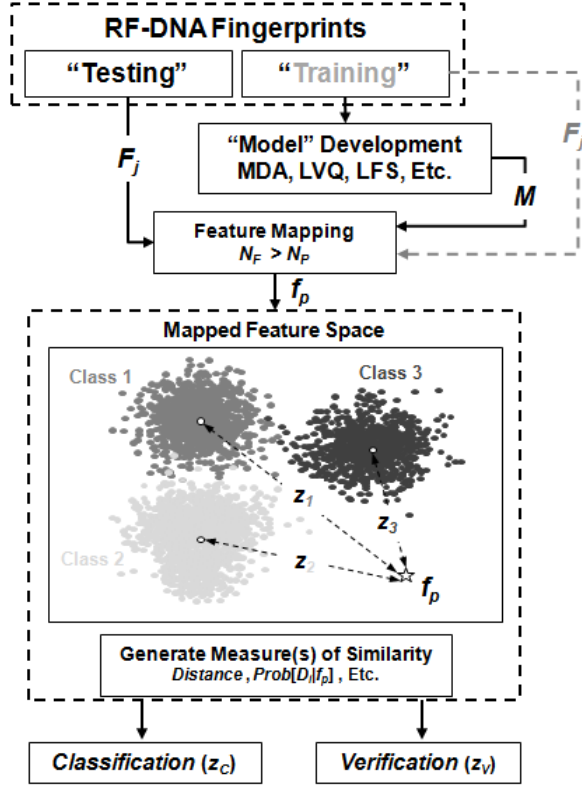 RF-DNA Fingerprints
“Testing”
“Training”
“Model” Development
MDA, LVQ, LFS, Etc.
F_j
F_j
M
Feature Mapping
N_F > N_P
f_p
Mapped Feature Space
Class 1
Class 3
z_1
z_3
Class 2
z_2
f_p
Generate Measure(s) of Similarity
Distance , Prob[D_i|f_p] , Etc.
Classification (z_C)
Verification (z_V)